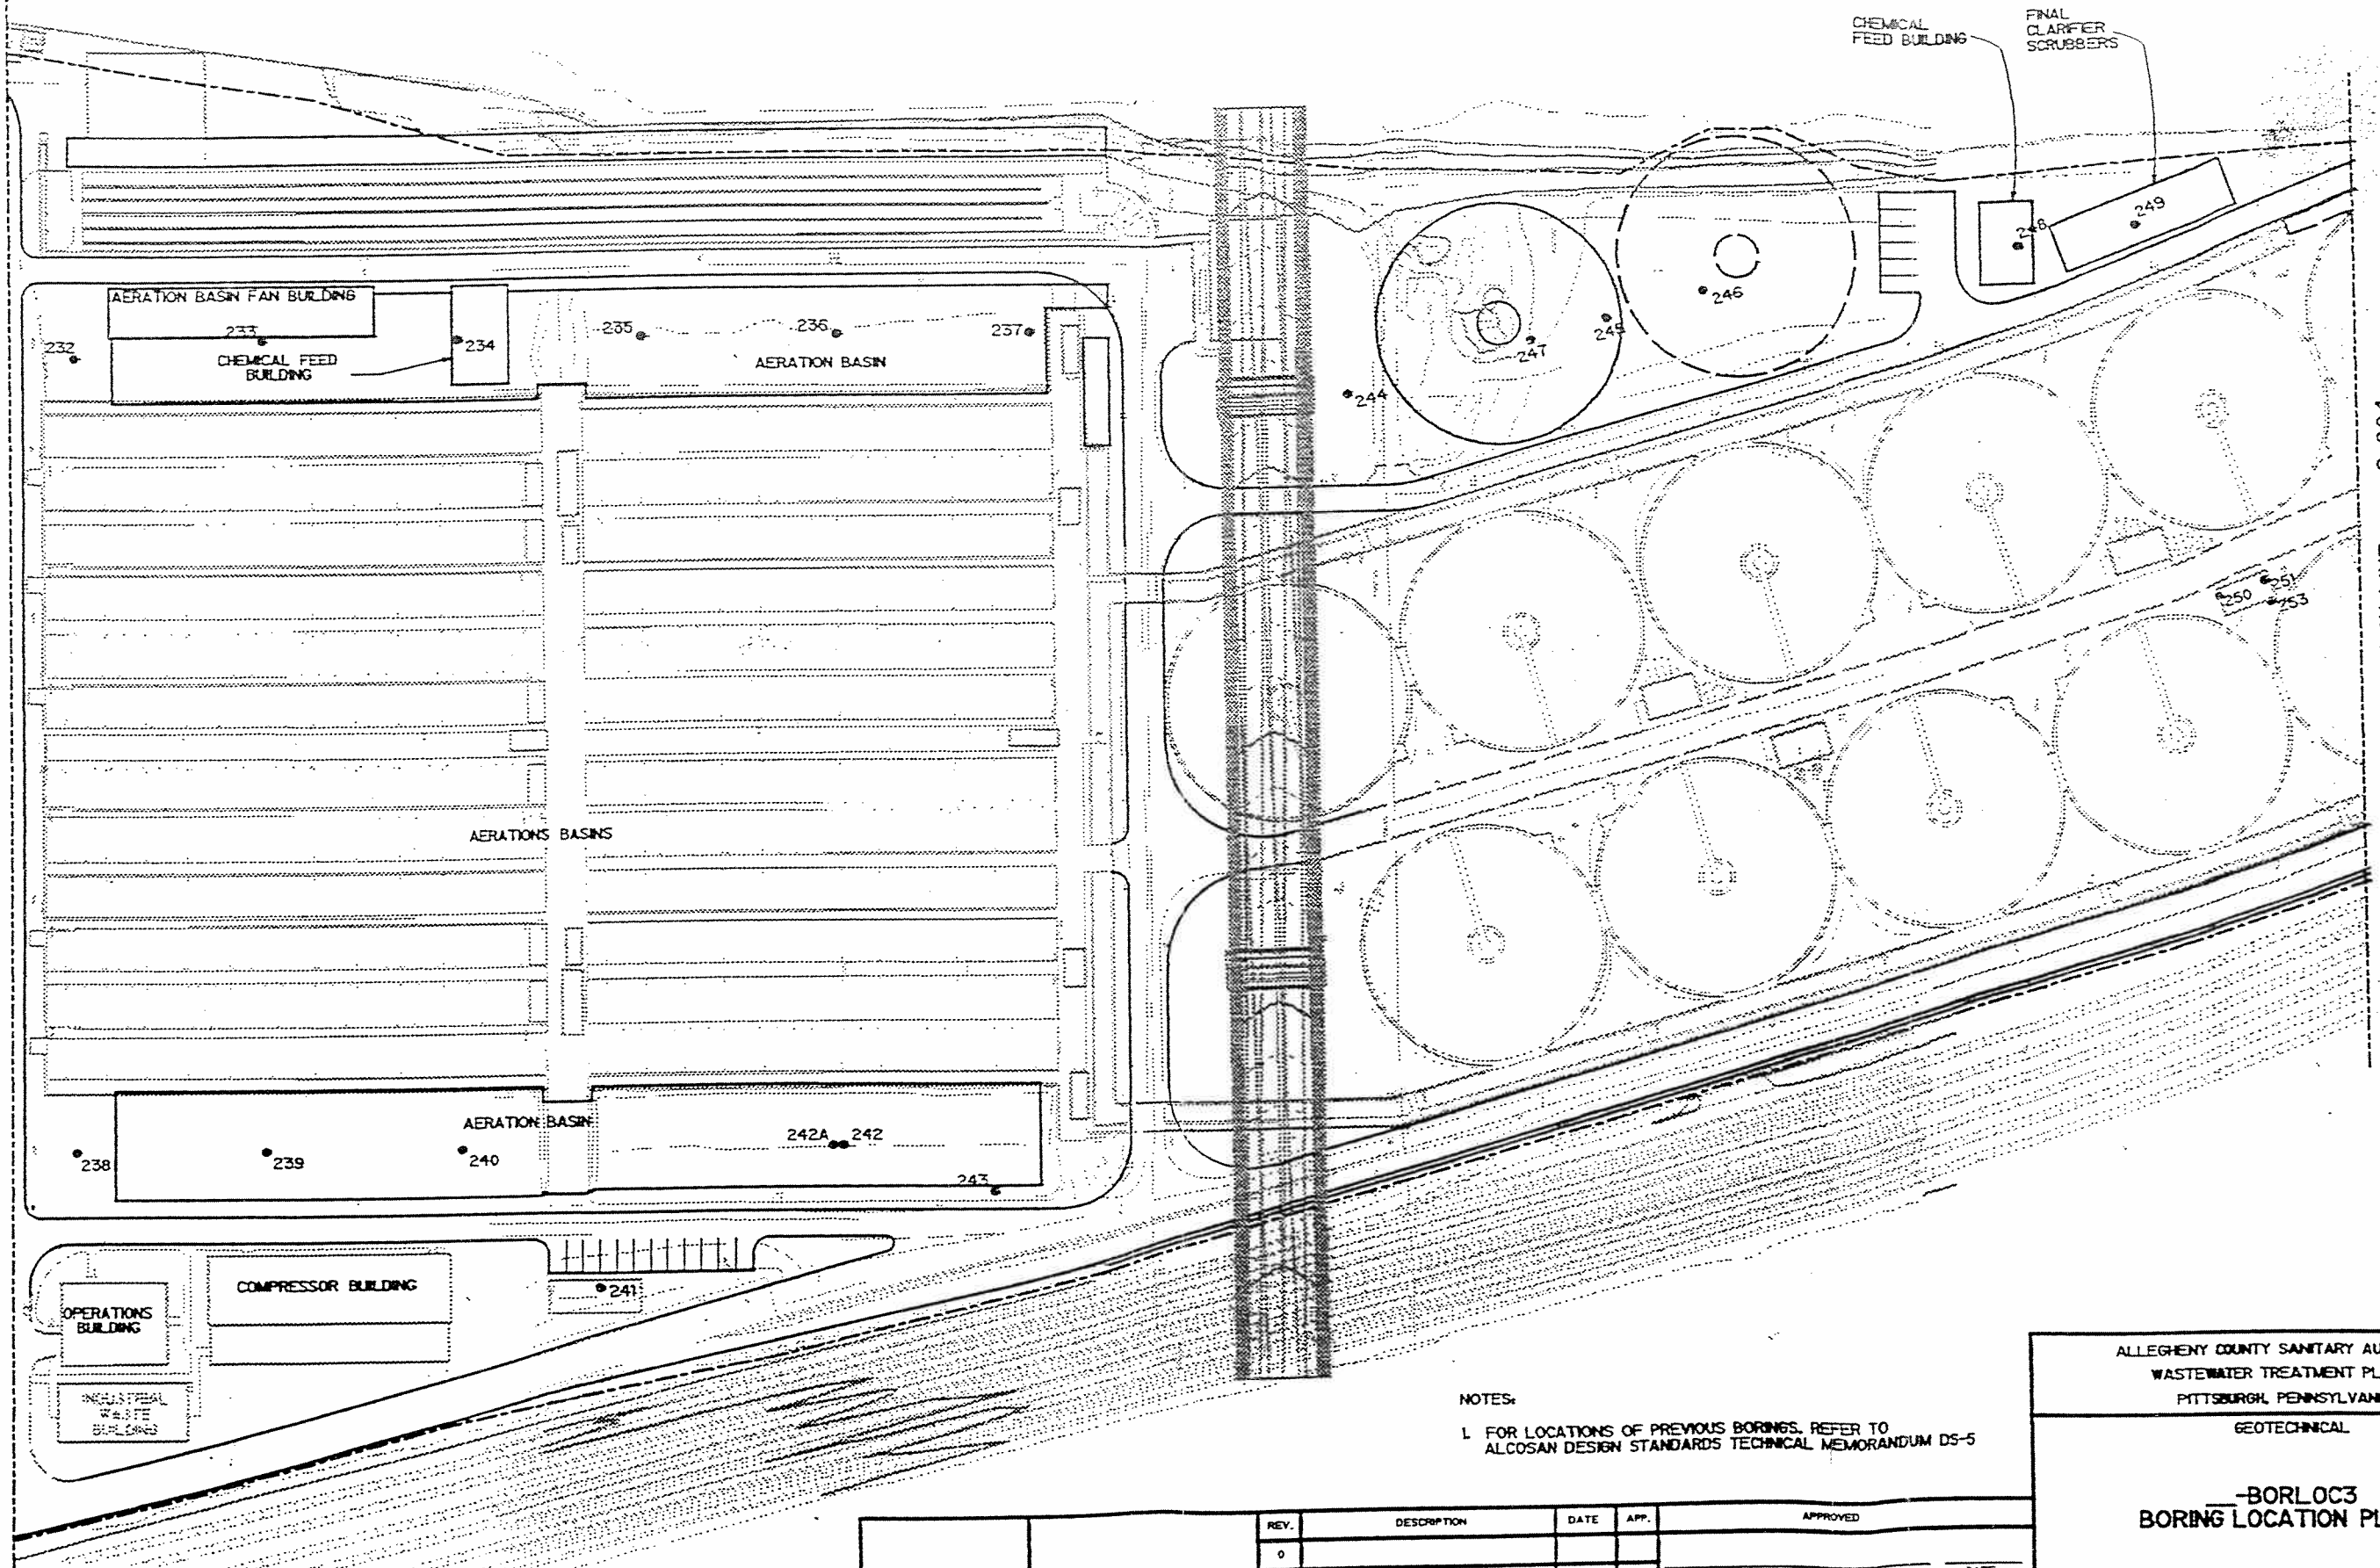 CHEMICAL
FEED BUILDING
FINAL
CLARIFIER
SCRUBBERS
249
248
AERATION BASIN FAN BUILDING
246
233
234
235
236
237
245
232
CHEMICAL FEED
BUILDING
AERATION BASIN
247
244
251
250
253
AERATIONS BASINS
AERATION BASIN
242A
242
238
239
240
243
COMPRESSOR BUILDING
241
OPERATIONS
BUILDING
INDUSTRIAL
WASTE
BUILDING
NOTES:
1. FOR LOCATIONS OF PREVIOUS BORINGS, REFER TO
ALCOSAN DESIGN STANDARDS TECHNICAL MEMORANDUM DS-5
ALLEGHENY COUNTY SANITARY AU
WASTEWATER TREATMENT PL
PITTSBURGH, PENNSYLVAN
GEOTECHNICAL
__-BORLOC3
BORING LOCATION PL
REV.
DESCRIPTION
DATE
APP.
APPROVED
0